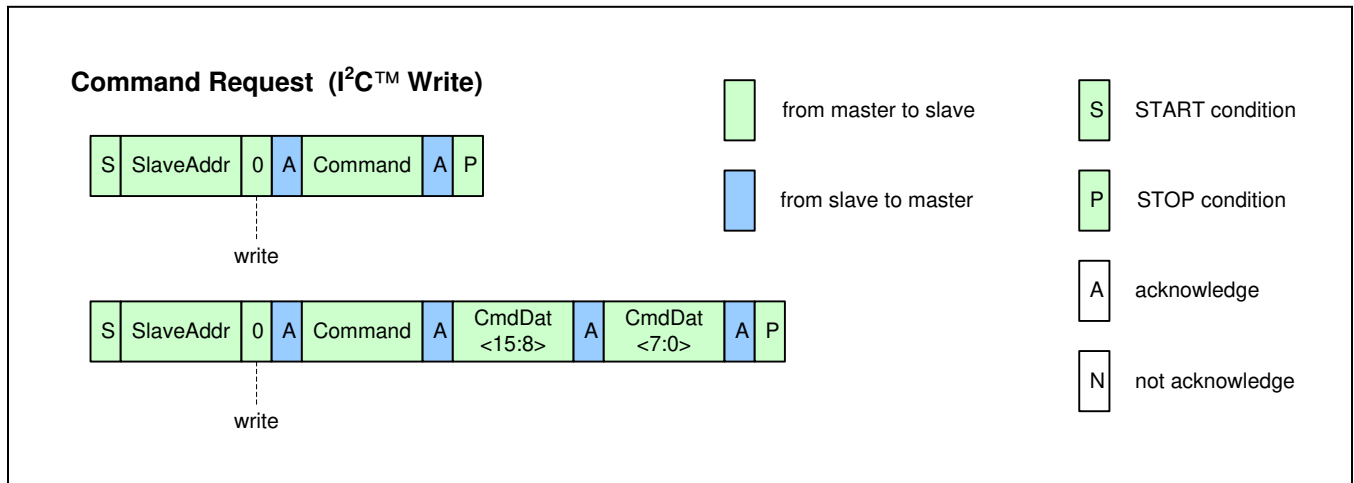 Command Request (I²C™ Write)
S SlaveAddr 0 A Command A P
write
S SlaveAddr 0 A Command A CmdDat <15:8> A CmdDat <7:0> A P
write
from master to slave
from slave to master
S START condition
P STOP condition
A acknowledge
N not acknowledge